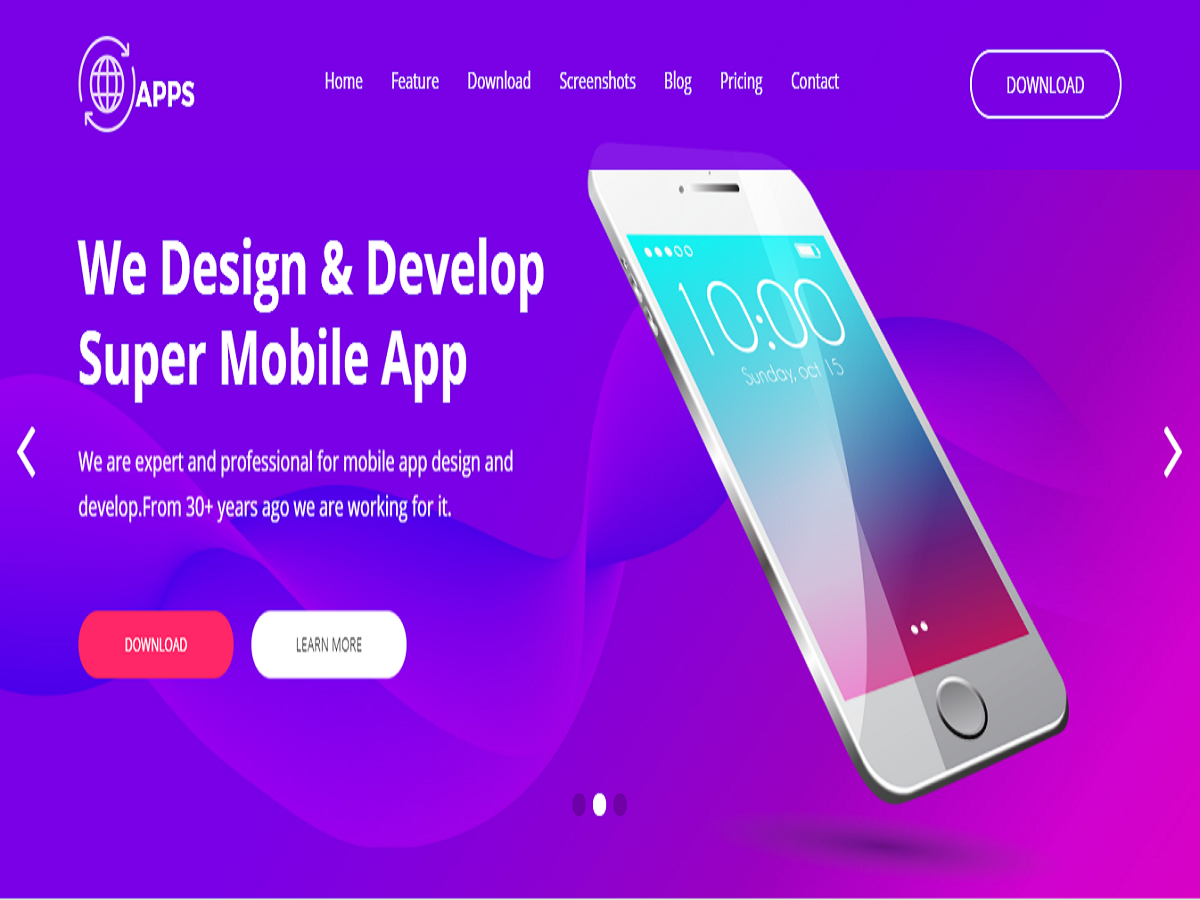 APPS
Home Feature Download Screenshots Blog Pricing Contact
DOWNLOAD
We Design & Develop
Super Mobile App
We are expert and professional for mobile app design and
develop.From 30+ years ago we are working for it.
DOWNLOAD LEARN MORE
10:00
Sunday, oct 15